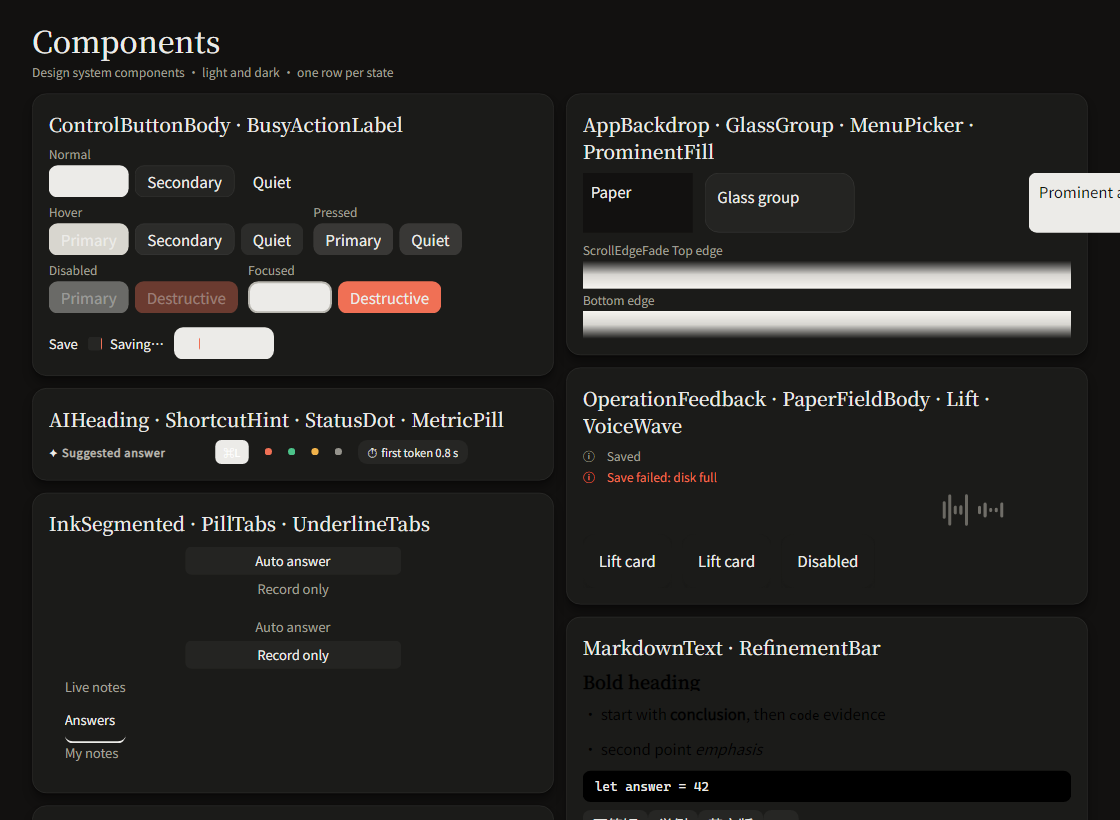 Components
Design system components • light and dark • one row per state
ControlButtonBody · BusyActionLabel
Normal
Secondary Quiet
Hover Pressed
Primary Secondary Quiet Primary Quiet
Disabled Focused
Primary Destructive Destructive
Save Saving⋯
AIHeading · ShortcutHint · StatusDot · MetricPill
✦ Suggested answer ⏱ first token 0.8 s
InkSegmented · PillTabs · UnderlineTabs
Auto answer
Record only
Auto answer
Record only
Live notes
Answers
My notes
AppBackdrop · GlassGroup · MenuPicker ·
ProminentFill
Paper Glass group Prominent a
ScrollEdgeFade Top edge
Bottom edge
OperationFeedback · PaperFieldBody · Lift ·
VoiceWave
Saved
Save failed: disk full
Lift card Lift card Disabled
MarkdownText · RefinementBar
Bold heading
• start with conclusion, then code evidence
• second point emphasis
let answer = 42